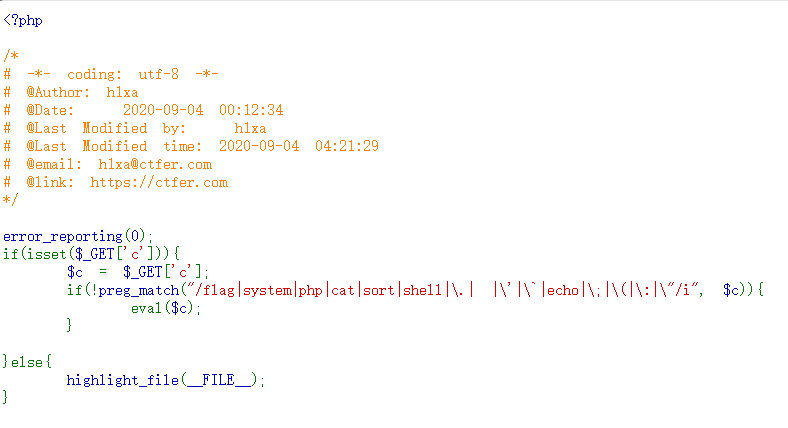 <?php
/*
# -*- coding: utf-8 -*-
# @Author: h1xa
# @Date:   2020-09-04 00:12:34
# @Last Modified by:   h1xa
# @Last Modified time: 2020-09-04 04:21:29
# @email: h1xa@ctfer.com
# @link: https://ctfer.com
*/
error_reporting(0);
if(isset($_GET['c'])){
    $c = $_GET['c'];
    if(!preg_match("/flag|system|php|cat|sort|shell|\.| |\'|\`|echo|\;|\(|\:|\"/i", $c)){
        eval($c);
    }
}else{
    highlight_file(__FILE__);
}